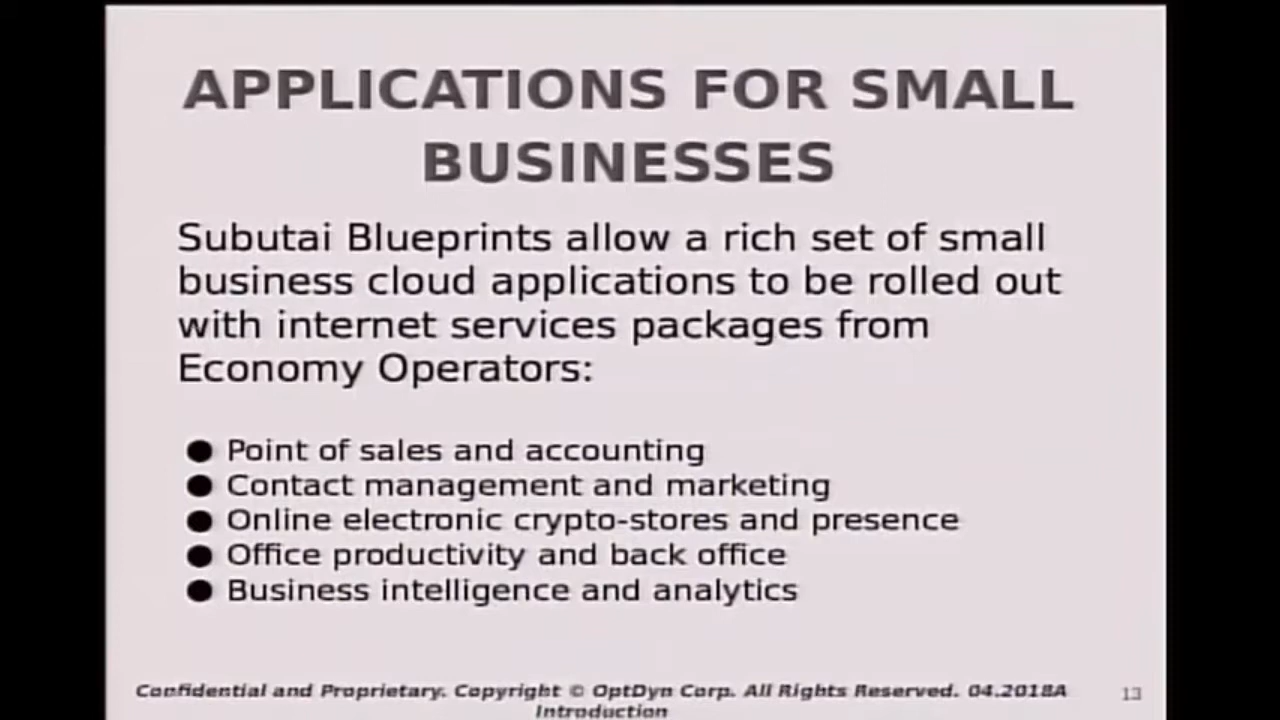 APPLICATIONS FOR SMALL
BUSINESSES
Subutai Blueprints allow a rich set of small
business cloud applications to be rolled out
with internet services packages from
Economy Operators:
● Point of sales and accounting
● Contact management and marketing
● Online electronic crypto-stores and presence
● Office productivity and back office
● Business intelligence and analytics
Confidential and Proprietary. Copyright © OptDyn Corp. All Rights Reserved. 04.2018A
Introduction
13